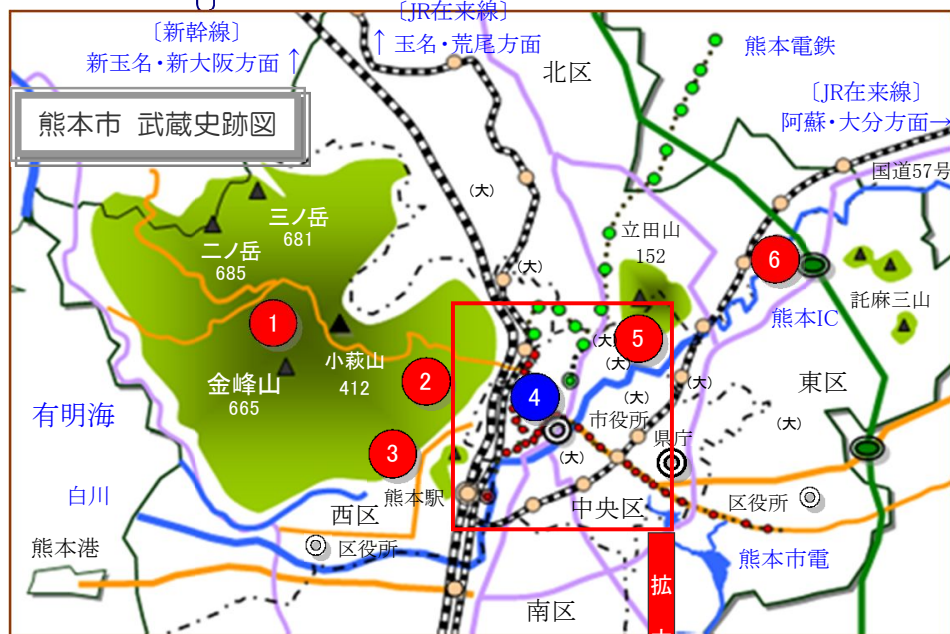 〔新幹線〕
新玉名・新大阪方面 ↑
〔JR在来線〕
↑ 玉名・荒尾方面
北区
熊本電鉄
〔JR在来線〕
阿蘇・大分方面→
国道57号
熊本市 武蔵史跡図
三ノ岳
681
二ノ岳
685
(大)
(大)
立田山
152
6
託麻三山
熊本IC
1
小萩山
412
金峰山
665
2
3
4
5
(大)
(大)
(大)
(大)
(大)
(大)
市役所
県庁
東区
有明海
白川
熊本駅
西区
区役所
中央区
区役所
熊本港
熊本市電
南区
拡